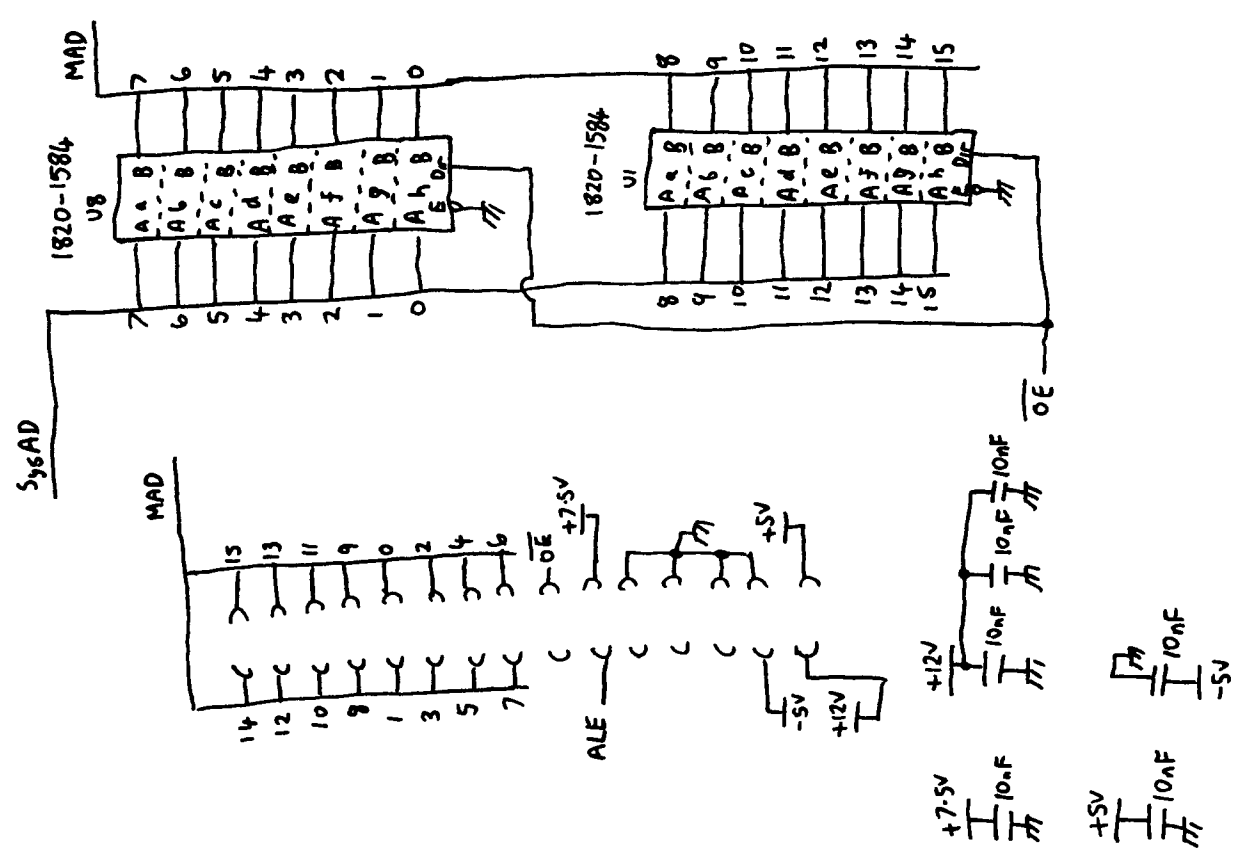 MAD
7 6 5 4 3 2 1 0
8 9 10 11 12 13 14 15
1820-1584
U8
A a B
A b B
A c B
A d B
A e B
A f B
A g B
A h B
E Dir
7 6 5 4 3 2 1 0
1820-1584
U1
A a B
A b B
A c B
A d B
A e B
A f B
A g B
A h B
E Dir
8 9 10 11 12 13 14 15
SysAD
OE
MAD
15 13 11 9 0 2 4 6
OE
+7.5V
+5V
14 12 10 8 1 3 5 7
ALE
-5V
+12V
+12V
10nF
10nF
10nF
10nF
-5V
+7.5V
10nF
+5V
10nF